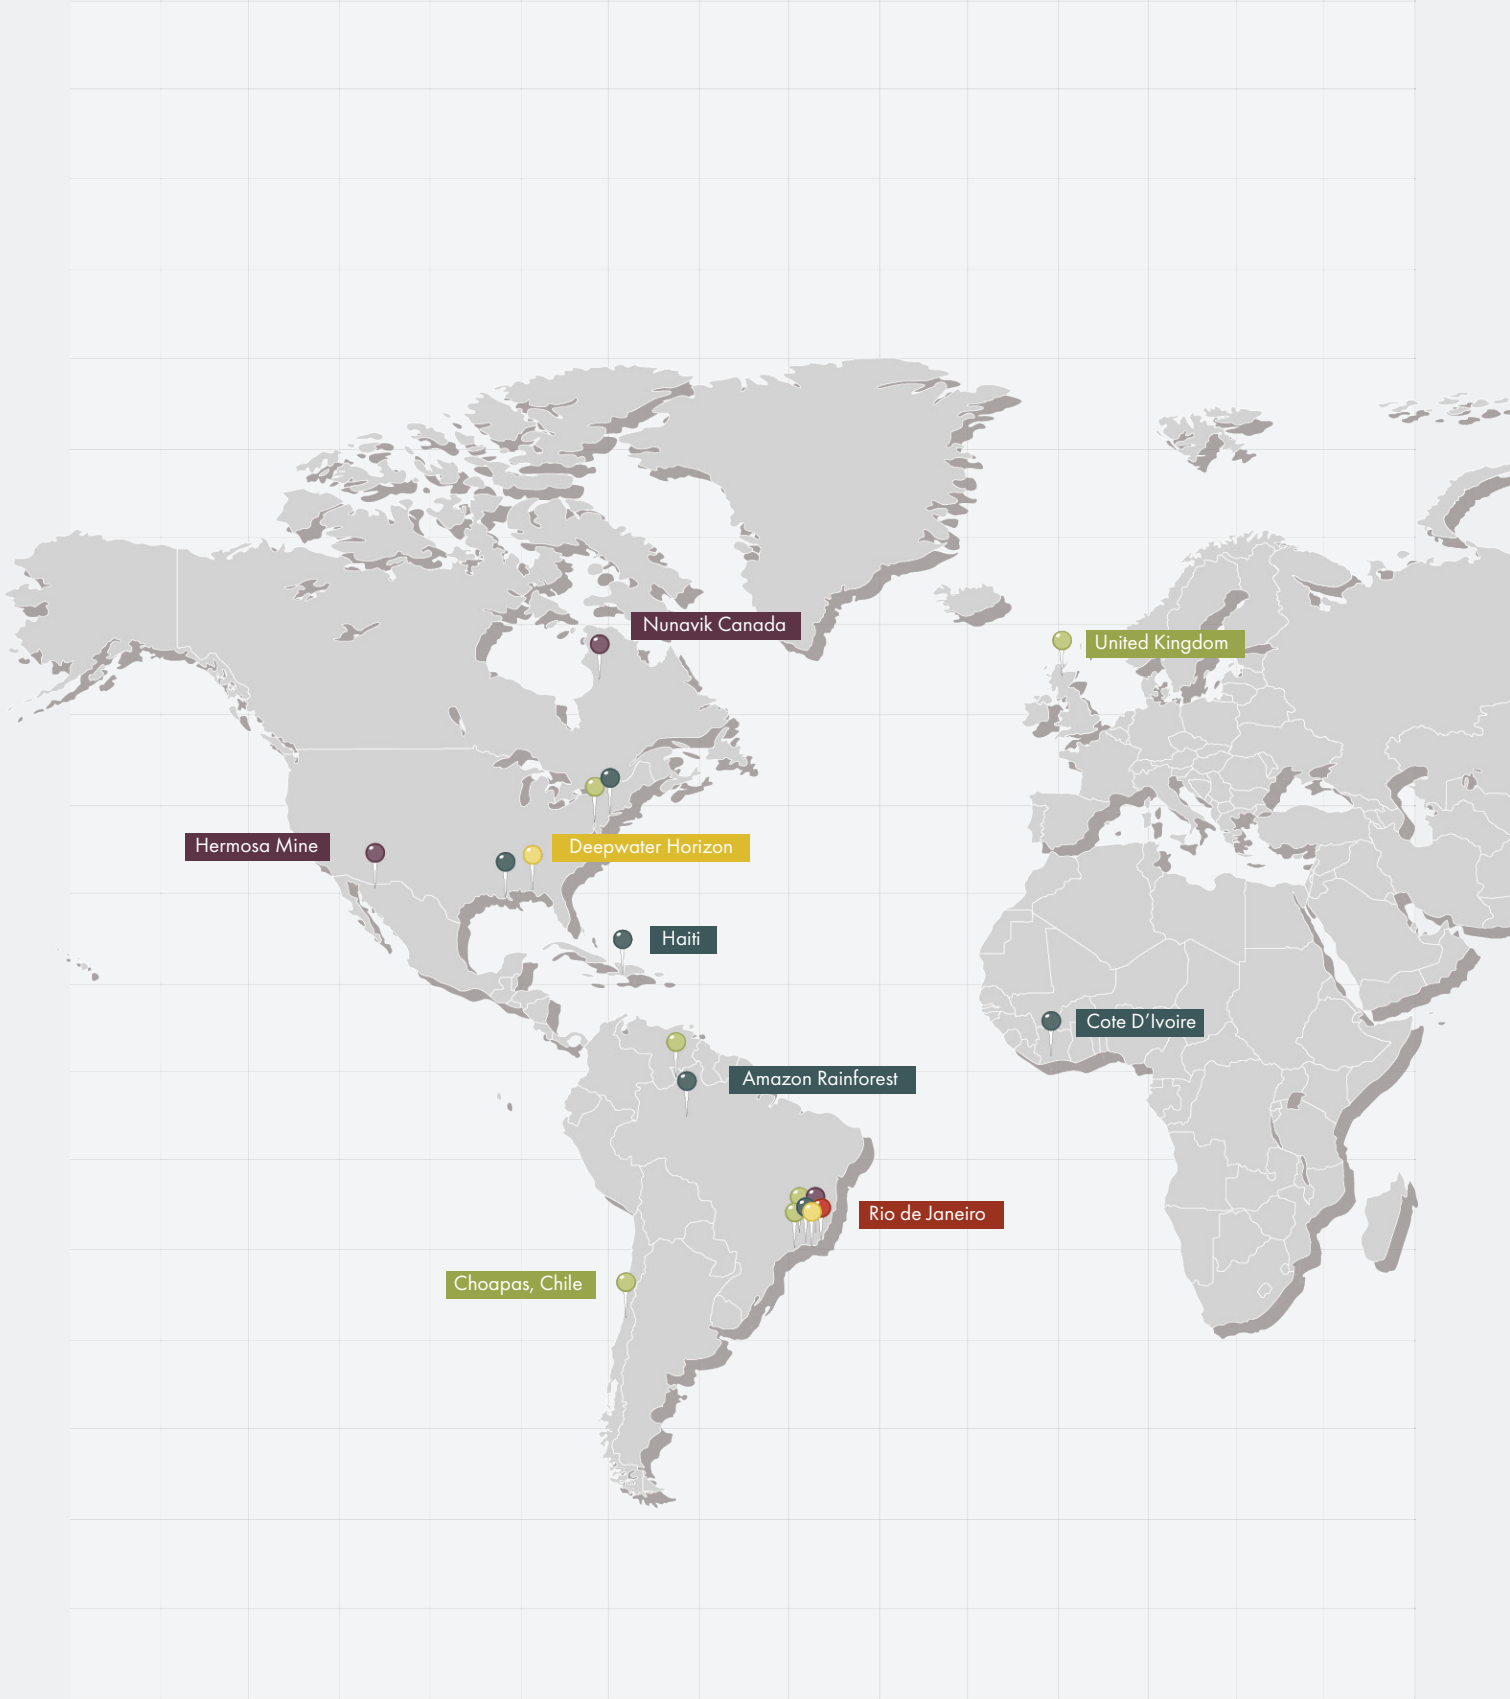 Nunavik Canada
United Kingdom
Hermosa Mine
Deepwater Horizon
Haiti
Cote D’Ivoire
Amazon Rainforest
Rio de Janeiro
Choapas, Chile